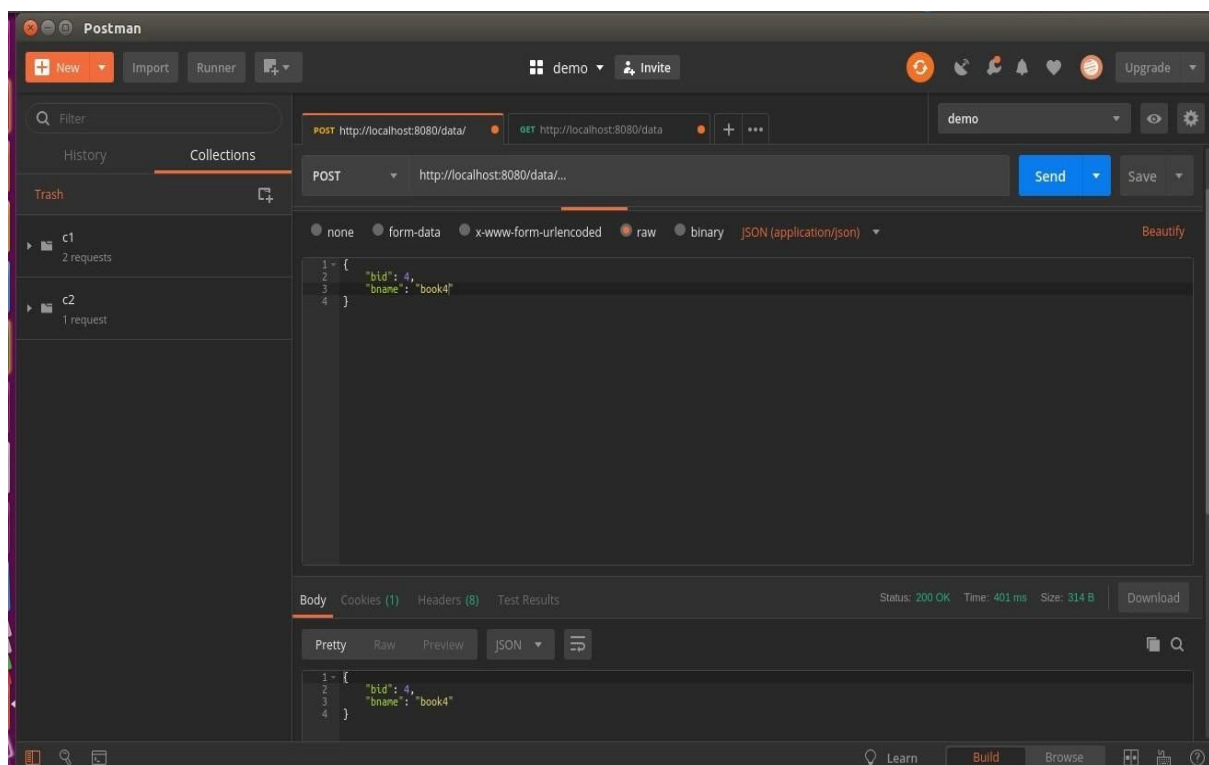 Postman
New Import Runner demo Invite Upgrade
Filter
History Collections
Trash
c1
2 requests
c2
1 request
POST http://localhost:8080/data/ GET http://localhost:8080/data + ••• demo
POST http://localhost:8080/data/... Send Save
none form-data x-www-form-urlencoded raw binary JSON (application/json) Beautify
1 {
2 "bid": 4,
3 "bname": "book4"
4 }
Body Cookies (1) Headers (8) Test Results Status: 200 OK Time: 401 ms Size: 314 B Download
Pretty Raw Preview JSON
1 {
2 "bid": 4,
3 "bname": "book4"
4 }
Learn Build Browse